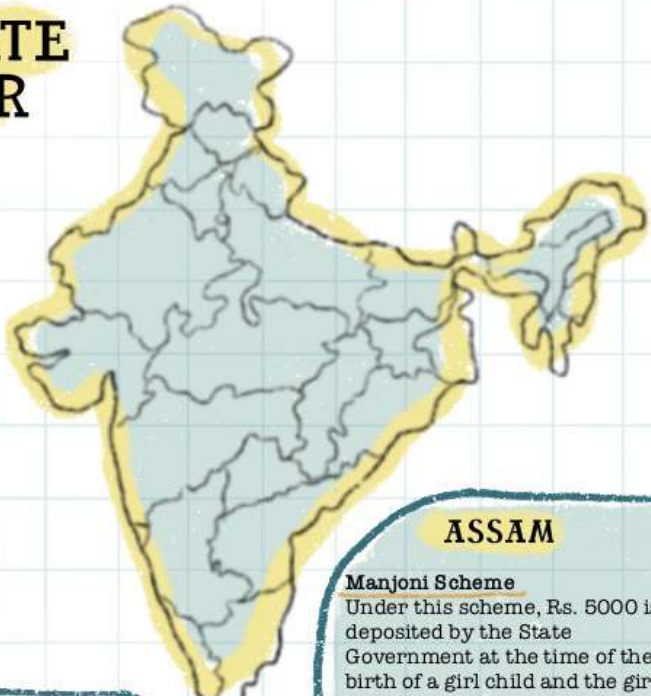 TE
R
ASSAM
Manjoni Scheme
Under this scheme, Rs. 5000 is
deposited by the State
Government at the time of the
birth of a girl child and the gir